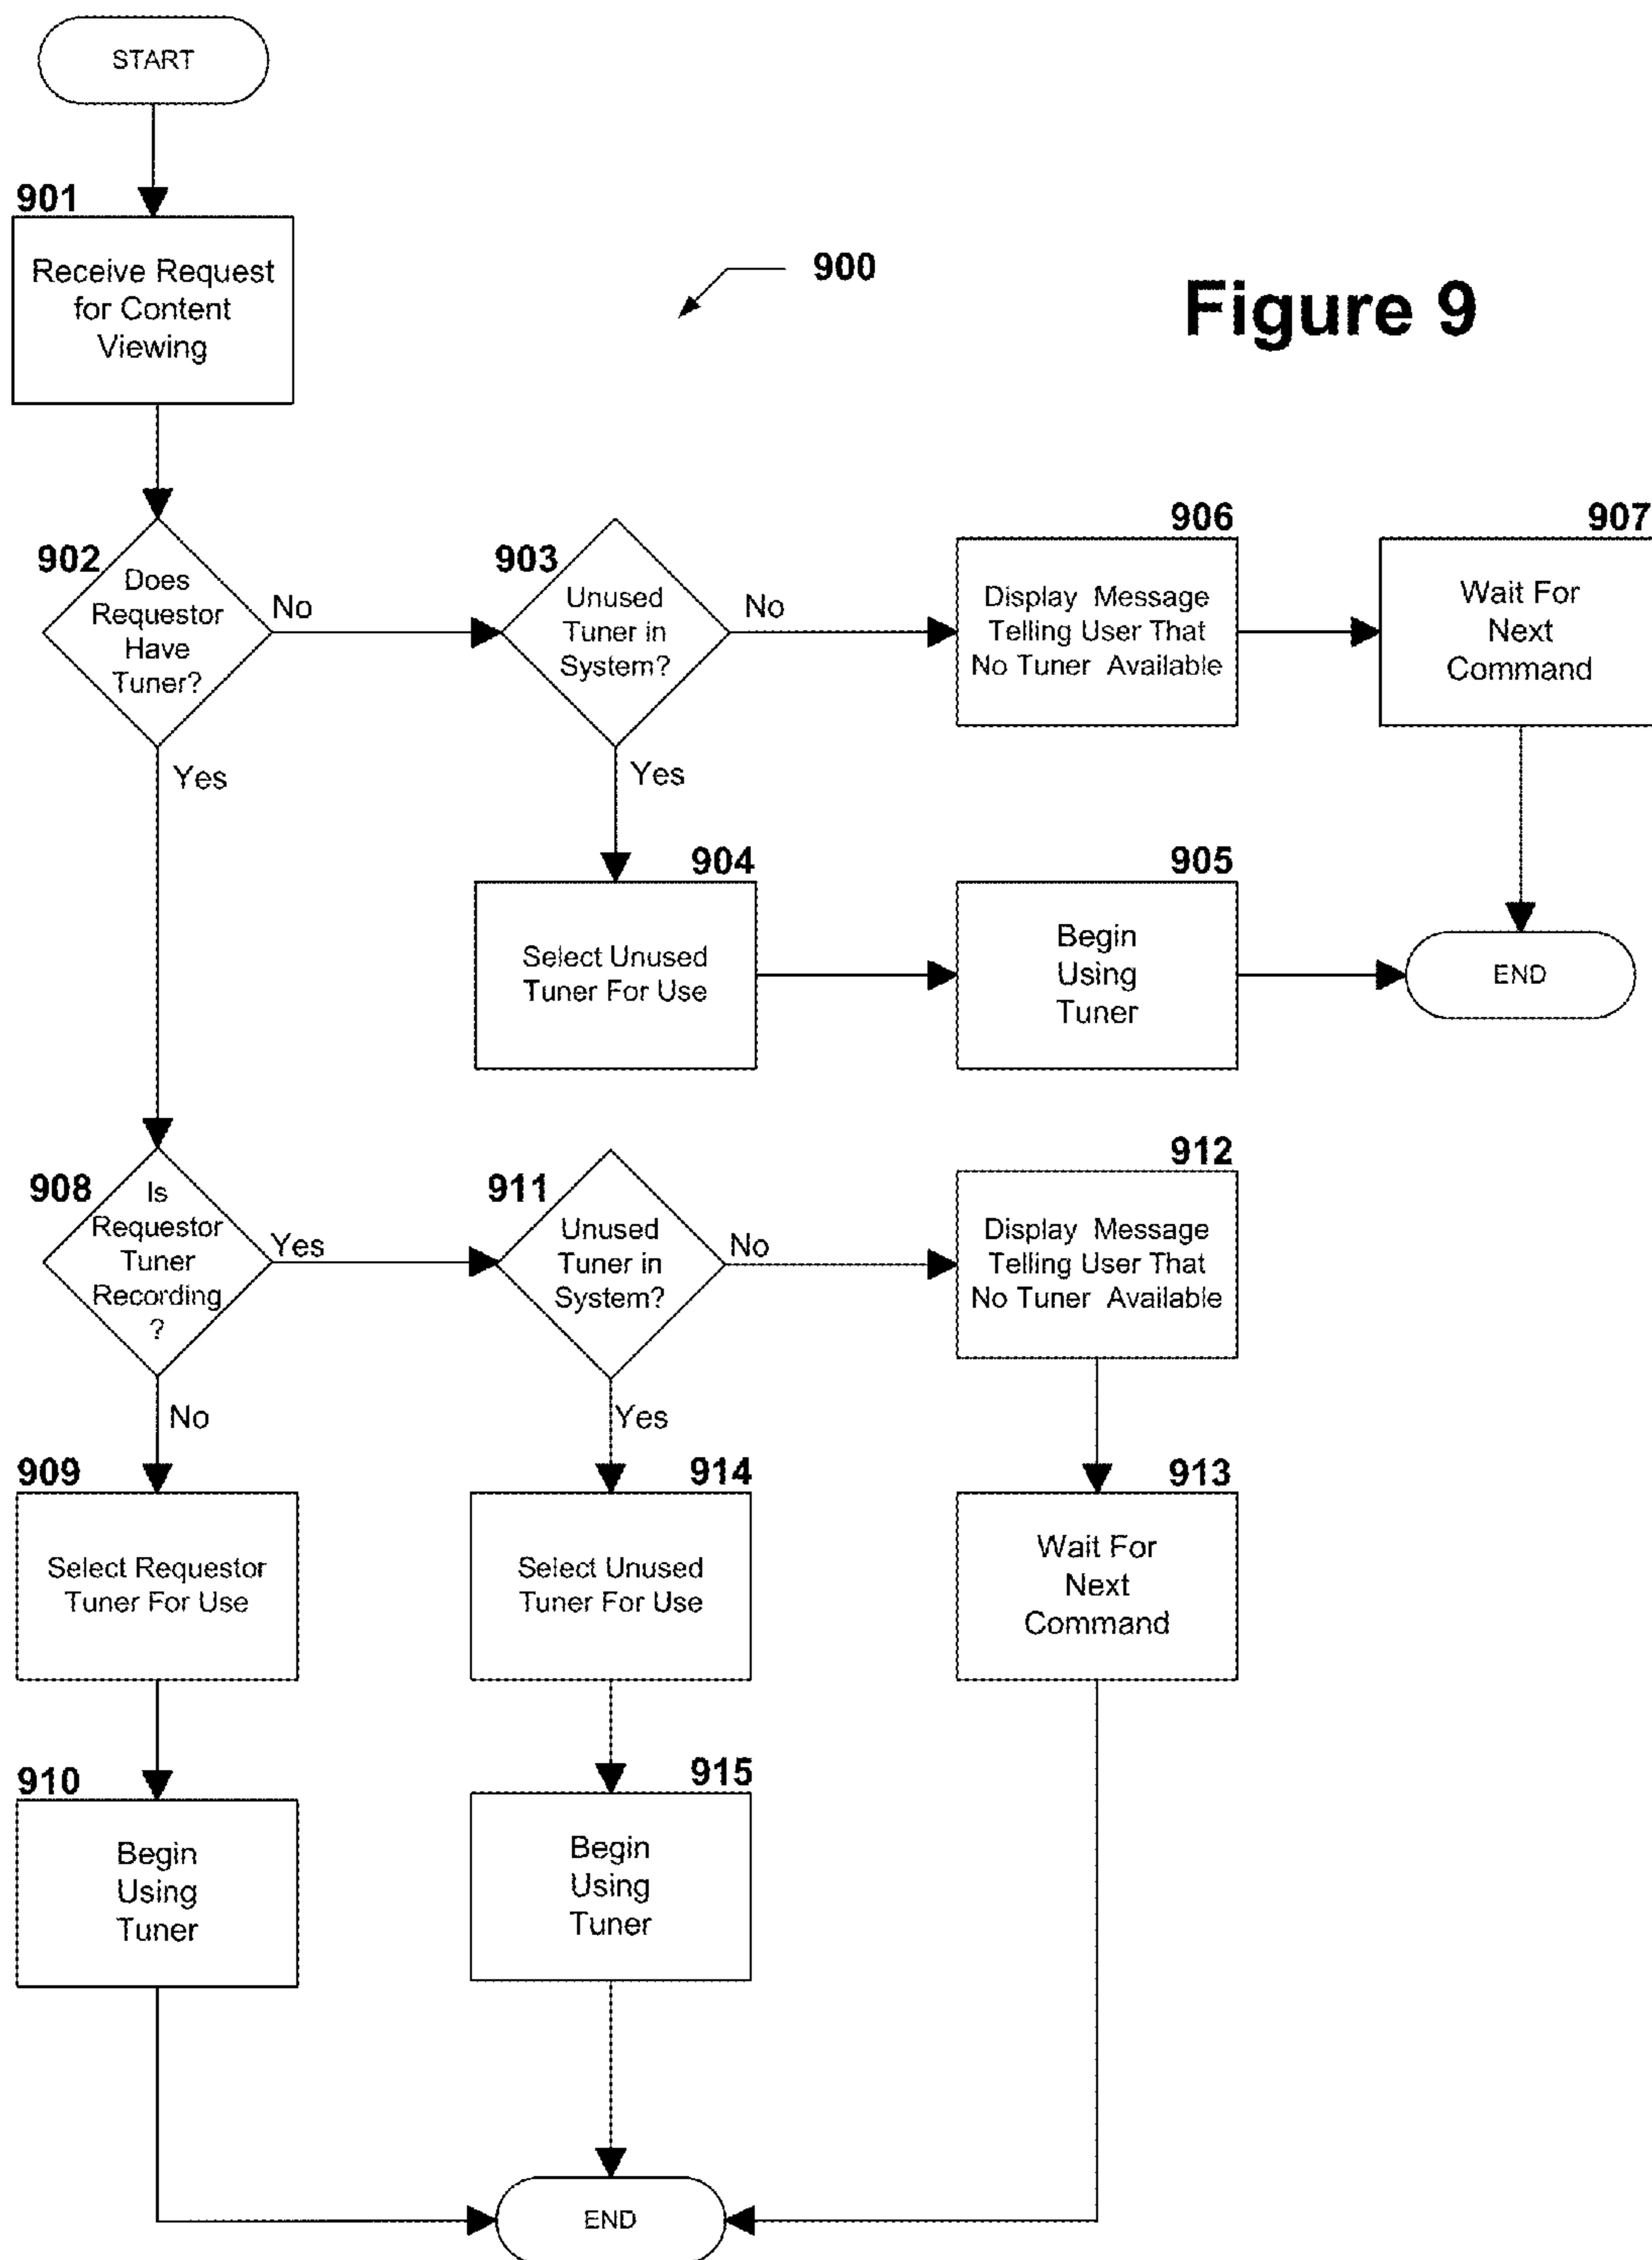 START
901
Receive Request
for Content
Viewing
900
Figure 9
902
Does
Requestor
Have
Tuner?
No
Yes
903
Unused
Tuner in
System?
No
Yes
906
Display Message
Telling User That
No Tuner Available
907
Wait For
Next
Command
904
Select Unused
Tuner For Use
905
Begin
Using
Tuner
END
908
Is
Requestor
Tuner
Recording
?
Yes
No
911
Unused
Tuner in
System?
No
Yes
912
Display Message
Telling User That
No Tuner Available
909
Select Requestor
Tuner For Use
914
Select Unused
Tuner For Use
913
Wait For
Next
Command
910
Begin
Using
Tuner
915
Begin
Using
Tuner
END